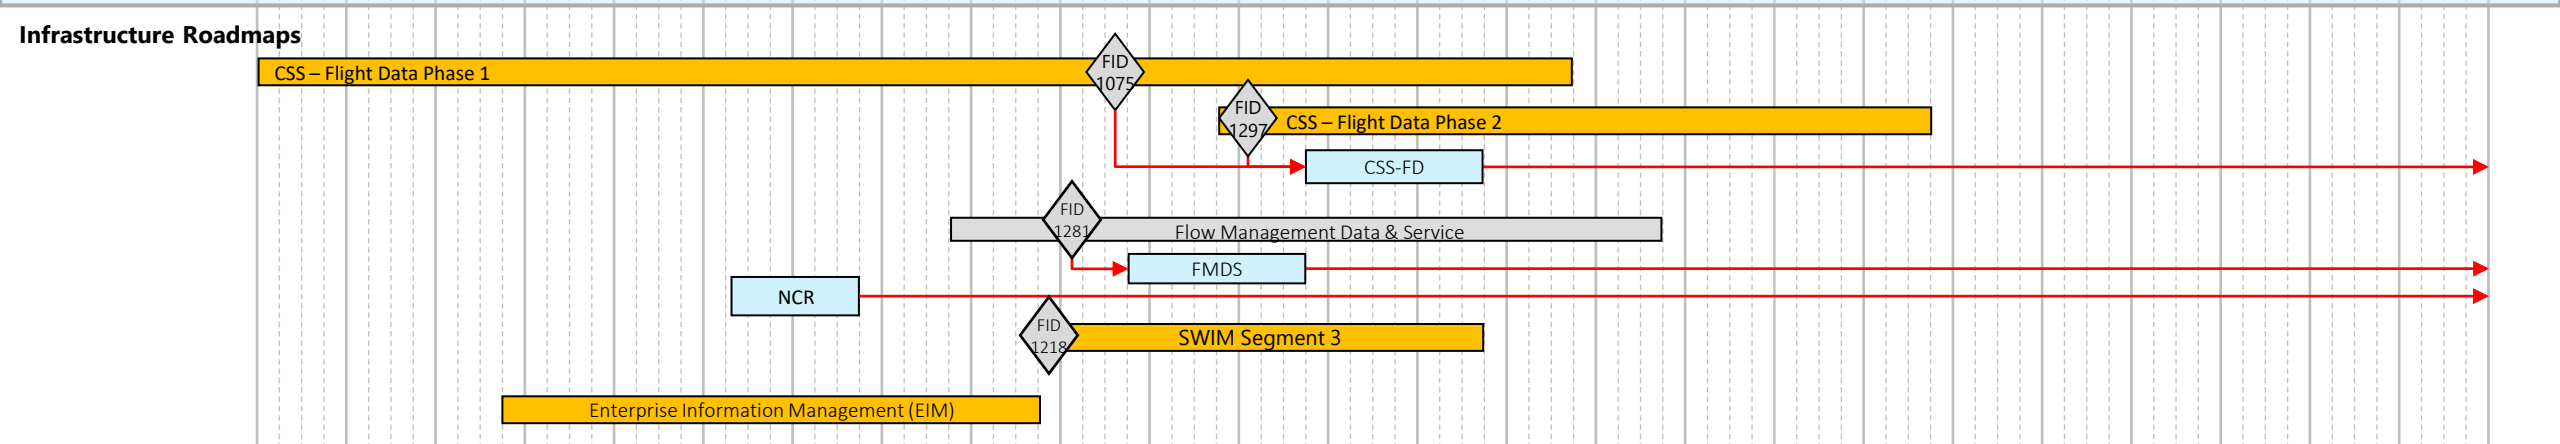 Infrastructure Roadmaps
FID
1075
CSS – Flight Data Phase 1
FID
1297
CSS – Flight Data Phase 2
CSS-FD
FID
1281
Flow Management Data & Service
FMDS
NCR
FID
1218
SWIM Segment 3
Enterprise Information Management (EIM)